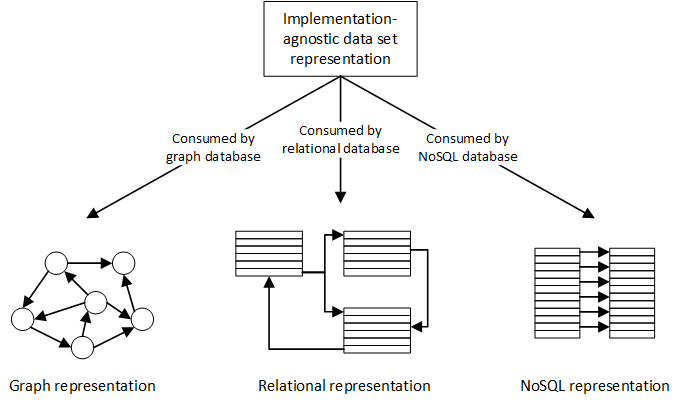 Implementation-
agnostic data set
representation
Consumed by
graph database
Consumed by
relational database
Consumed by
NoSQL database
Graph representation
Relational representation
NoSQL representation